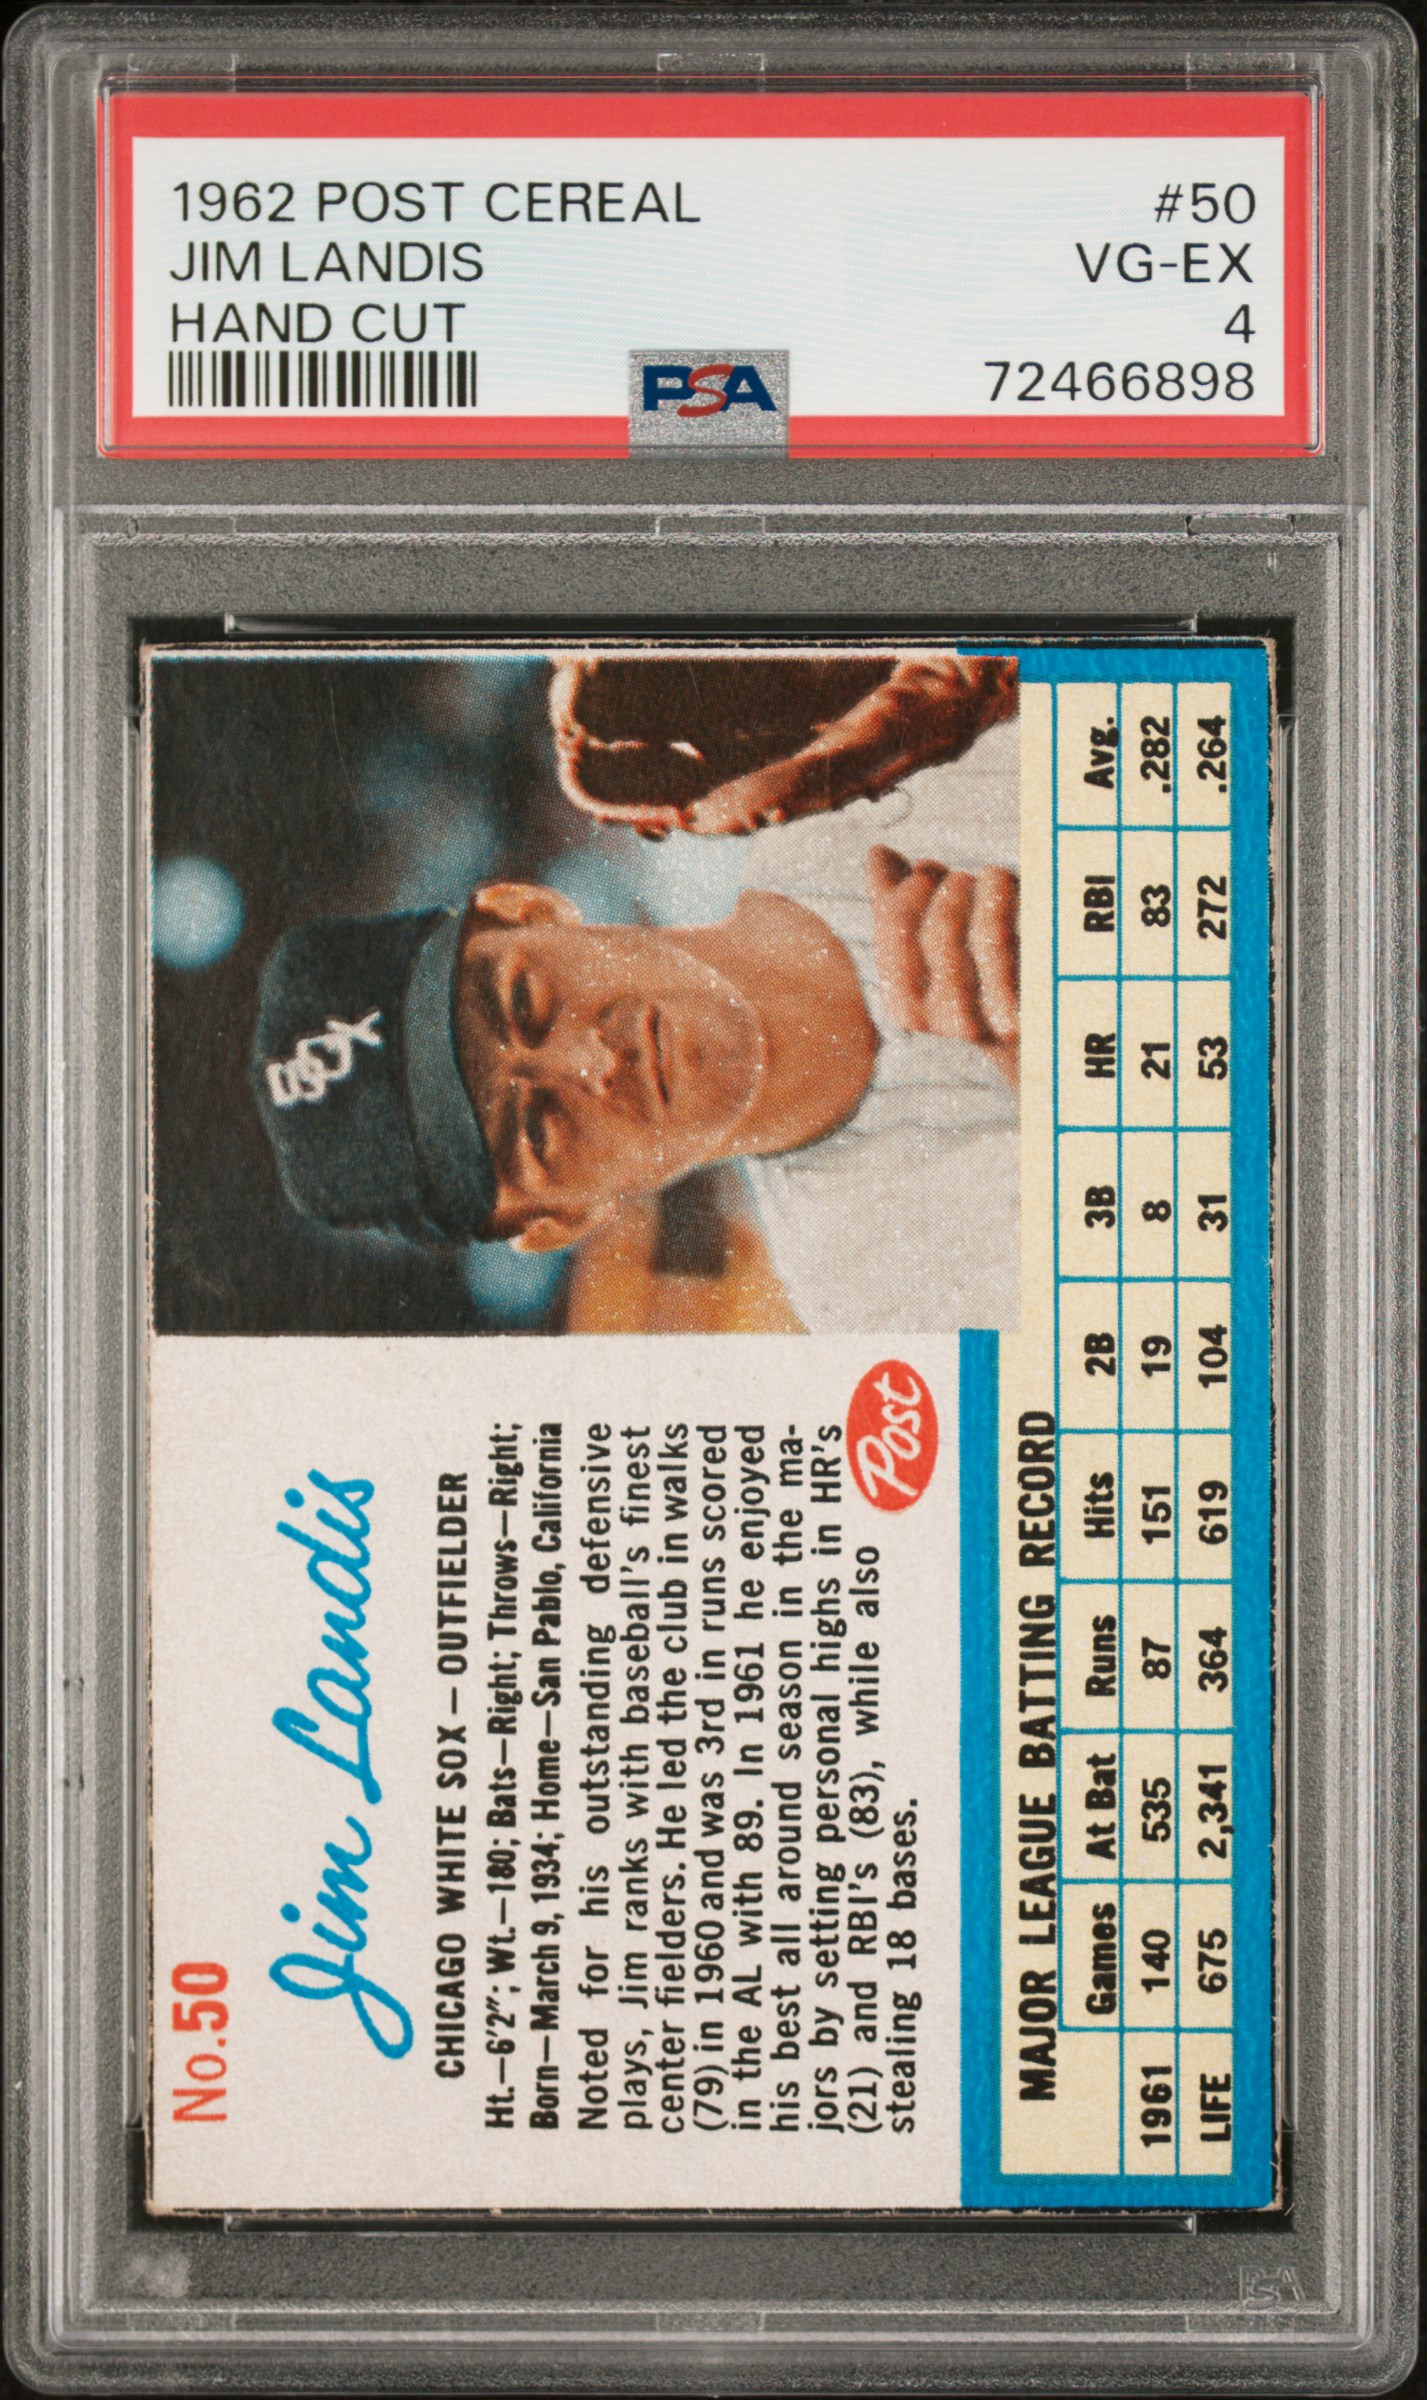 1962 POST CEREAL #50
JIM LANDIS VG-EX
HAND CUT 4
PSA 72466898
No.50
Jim Landis
CHICAGO WHITE SOX — OUTFIELDER
Ht.—6'2"; Wt.—180; Bats—Right; Throws—Right;
Born—March 9, 1934; Home—San Pablo, California
Noted for his outstanding defensive
plays, Jim ranks with baseball's finest
center fielders. He led the club in walks
(79) in 1960 and was 3rd in runs scored
in the AL with 89. In 1961 he enjoyed
his best all around season in the ma-
jors by setting personal highs in HR's
(21) and RBI's (83), while also
stealing 18 bases.
Post
SOX
MAJOR LEAGUE BATTING RECORD
Games At Bat Runs Hits 2B 3B HR RBI Avg.
1961 140 535 87 151 19 8 21 83 .282
LIFE 675 2,341 364 619 104 31 53 272 .264
PSA